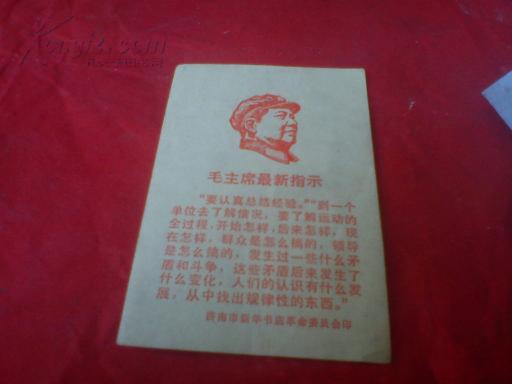 Kongfz.com
毛主席最新指示
“要认真总结经验。”“到一个
单位去了解情况，要了解运动的
全过程，开始怎样，后来怎样，现
在怎样，群众是怎么搞的，领导
是怎么搞的，发生过一些什么矛
盾和斗争，这些矛盾后来发生了
什么变化，人们的认识有什么发
展，从中找出规律性的东西。”
济南市新华书店革命委员会印